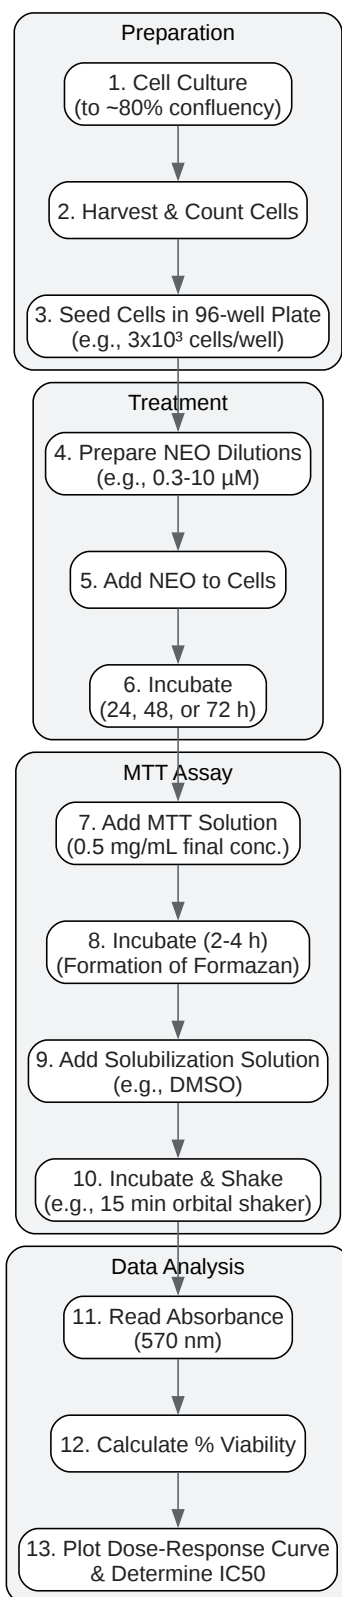 Preparation
1. Cell Culture
(to ~80% confluency)
2. Harvest & Count Cells
3. Seed Cells in 96-well Plate
(e.g., 3x10³ cells/well)
Treatment
4. Prepare NEO Dilutions
(e.g., 0.3-10 µM)
5. Add NEO to Cells
6. Incubate
(24, 48, or 72 h)
MTT Assay
7. Add MTT Solution
(0.5 mg/mL final conc.)
8. Incubate (2-4 h)
(Formation of Formazan)
9. Add Solubilization Solution
(e.g., DMSO)
10. Incubate & Shake
(e.g., 15 min orbital shaker)
Data Analysis
11. Read Absorbance
(570 nm)
12. Calculate % Viability
13. Plot Dose-Response Curve
& Determine IC50